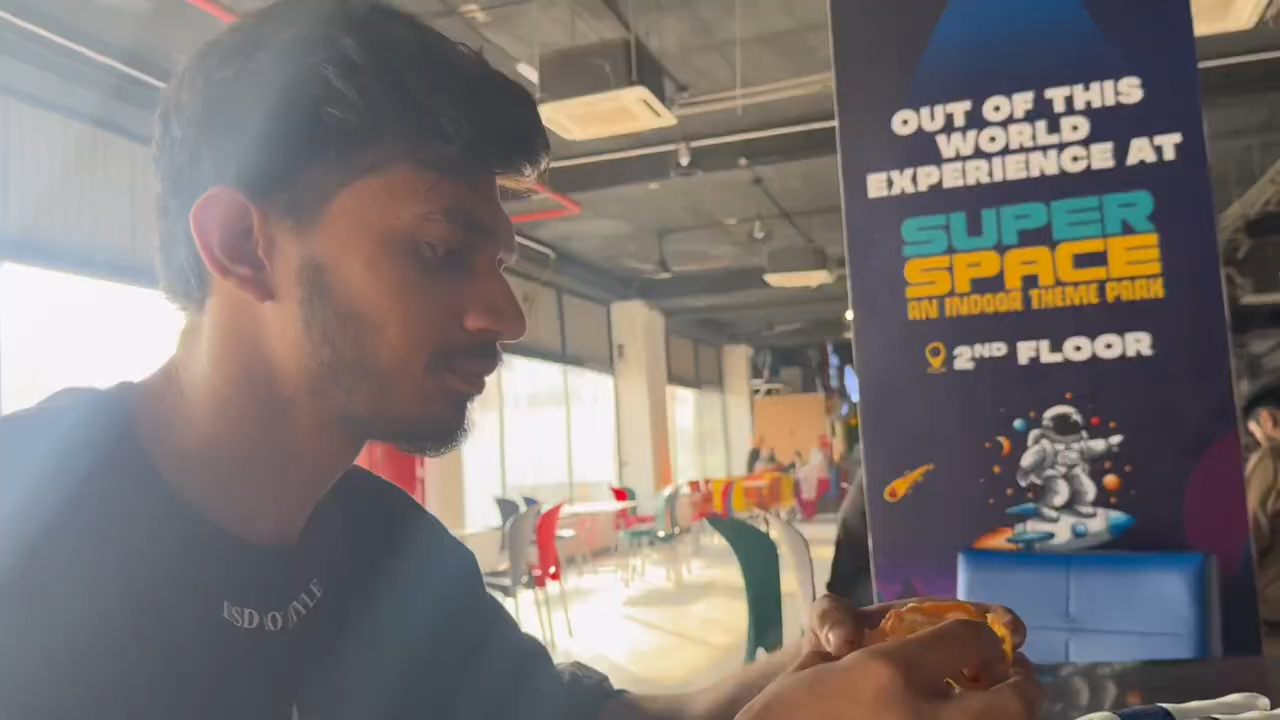 OUT OF THIS
WORLD
EXPERIENCE AT
SUPER
SPACE
AN INDOOR THEME PARK
2ND FLOOR